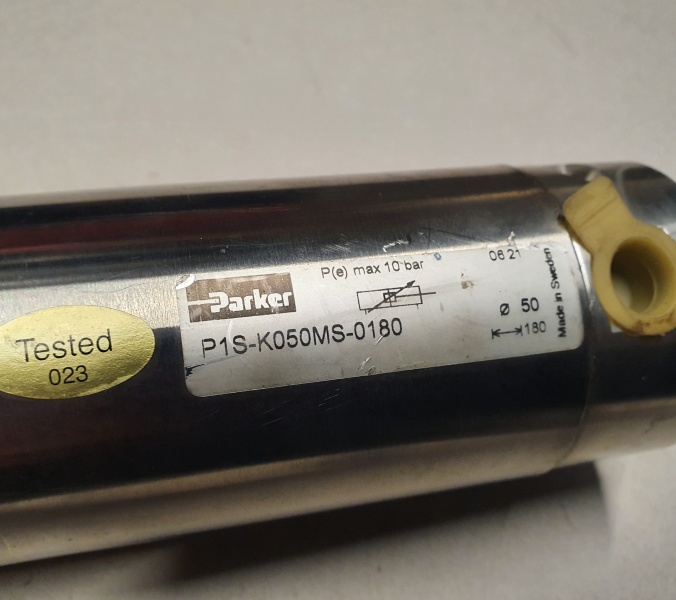 Parker
P(e) max 10 bar
06 21
P1S-K050MS-0180
Ø 50
180
Made in Sweden
Tested
023